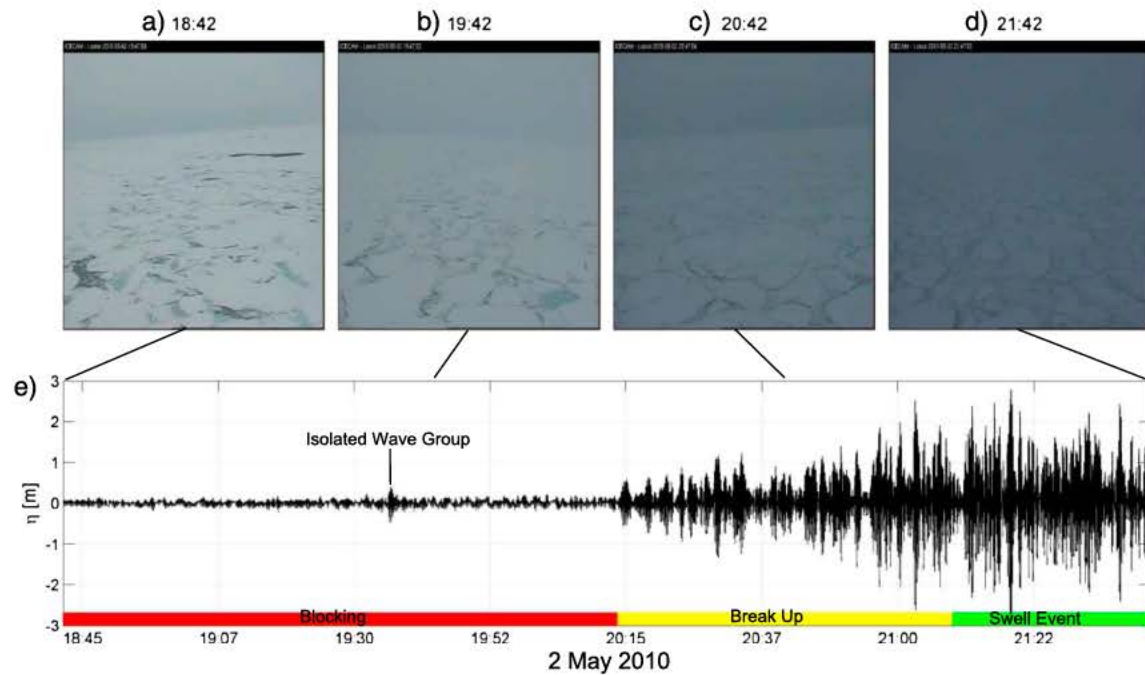 a) 18:42
b) 19:42
c) 20:42
d) 21:42
e)
3
2
1
0
-1
-2
-3
η [m]
Isolated Wave Group
Blocking
Break Up
Swell Event
18:45
19:07
19:30
19:52
20:15
20:37
21:00
21:22
2 May 2010